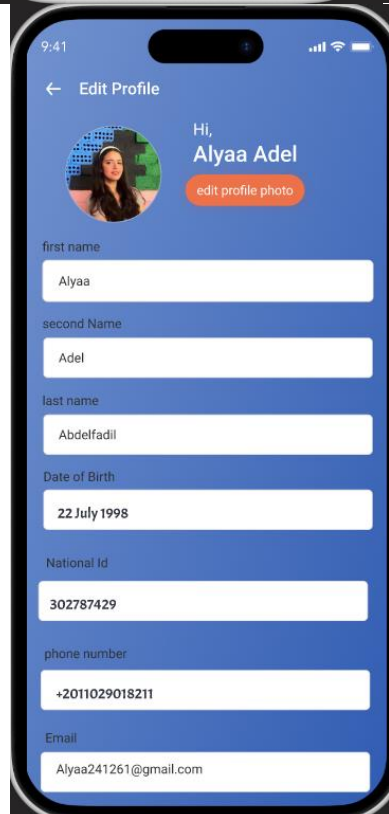 9:41
Edit Profile
Hi,
Alyaa Adel
edit profile photo
first name
Alyaa
second Name
Adel
last name
Abdelfadil
Date of Birth
22 July 1998
National Id
302787429
phone number
+2011029018211
Email
Alyaa241261@gmail.com